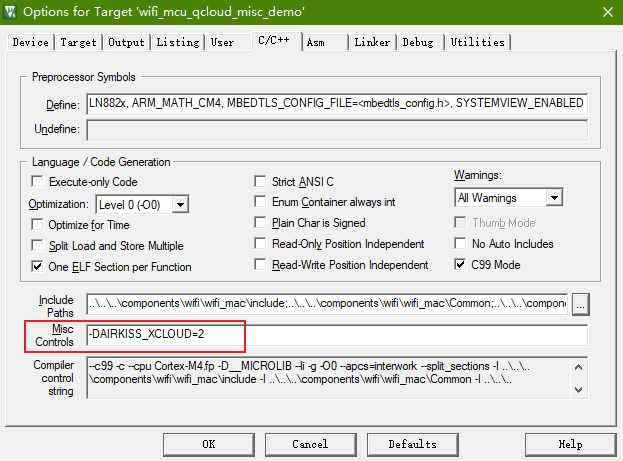 Options for Target 'wifi_mcu_qcloud_misc_demo'
Device Target Output Listing User C/C++ Asm Linker Debug Utilities
Preprocessor Symbols
Define: LN882x, ARM_MATH_CM4, MBEDTLS_CONFIG_FILE=<mbedtls_config.h>, SYSTEMVIEW_ENABLED
Undefine:
Language / Code Generation
Execute-only Code
Strict ANSI C
Warnings:
Optimization: Level 0 (-O0)
Enum Container always int
All Warnings
Optimize for Time
Plain Char is Signed
Thumb Mode
Split Load and Store Multiple
Read-Only Position Independent
No Auto Includes
One ELF Section per Function
Read-Write Position Independent
C99 Mode
Include
Paths
..\..\..\components\wifi\wifi_mac\include;..\..\..\components\wifi\wifi_mac\Common;..\..\..\compone
...
Misc
Controls
-DAIRKISS_XCLOUD=2
Compiler
control
string
--c99 -c --cpu Cortex-M4.fp -D__MICROLIB --li -g -O0 --apcs=interwork --split_sections -I ..\..\..
\components\wifi\wifi_mac\include -I ..\..\..\components\wifi\wifi_mac\Common -I ..\..\..
OK Cancel Defaults Help